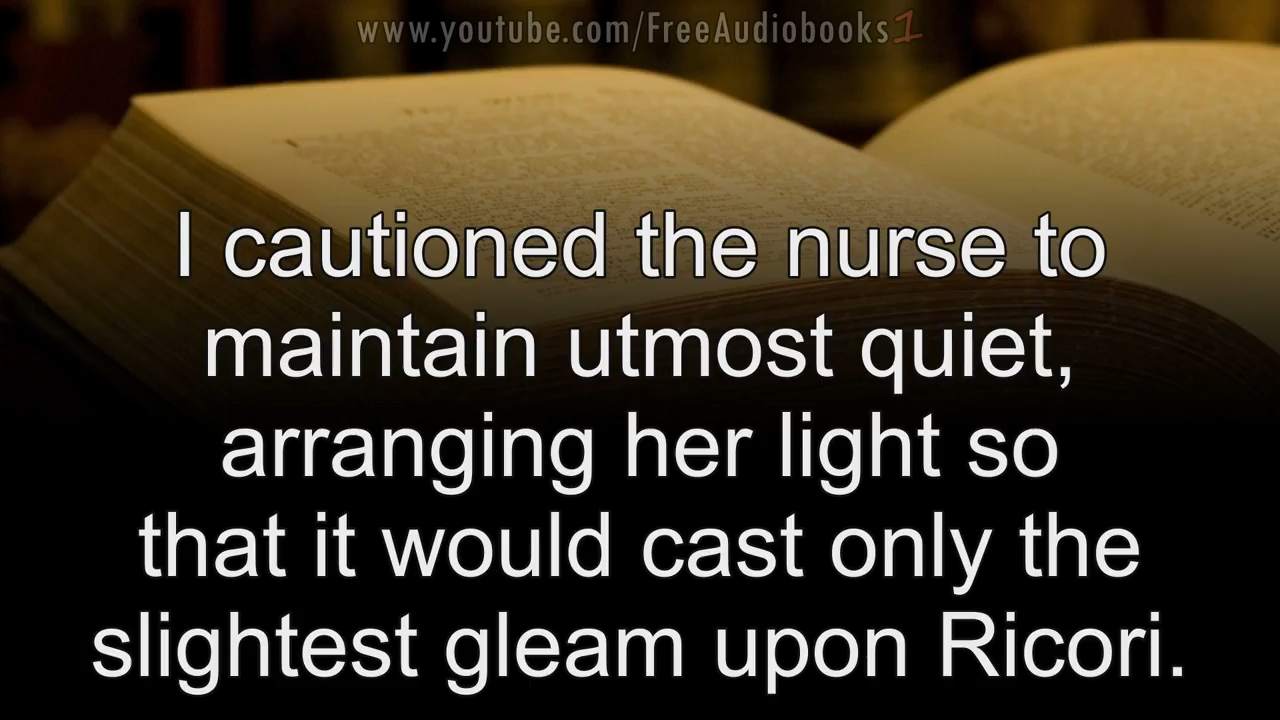 www.youtube.com/FreeAudiobooks1
I cautioned the nurse to
maintain utmost quiet,
arranging her light so
that it would cast only the
slightest gleam upon Ricori.